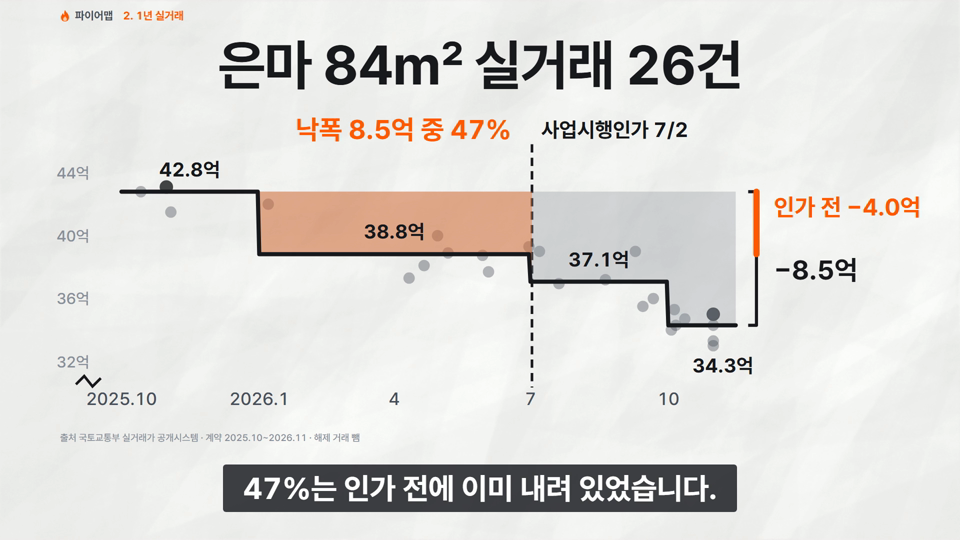 파이어맵 2. 1년 실거래
은마 84m² 실거래 26건
낙폭 8.5억 중 47%
사업시행인가 7/2
44억
42.8억
40억
38.8억
37.1억
36억
34.3억
32억
인가 전 −4.0억
−8.5억
2025.10
2026.1
4
7
10
출처 국토교통부 실거래가 공개시스템 · 계약 2025.10~2026.11 · 해제 거래 뺌
47%는 인가 전에 이미 내려 있었습니다.